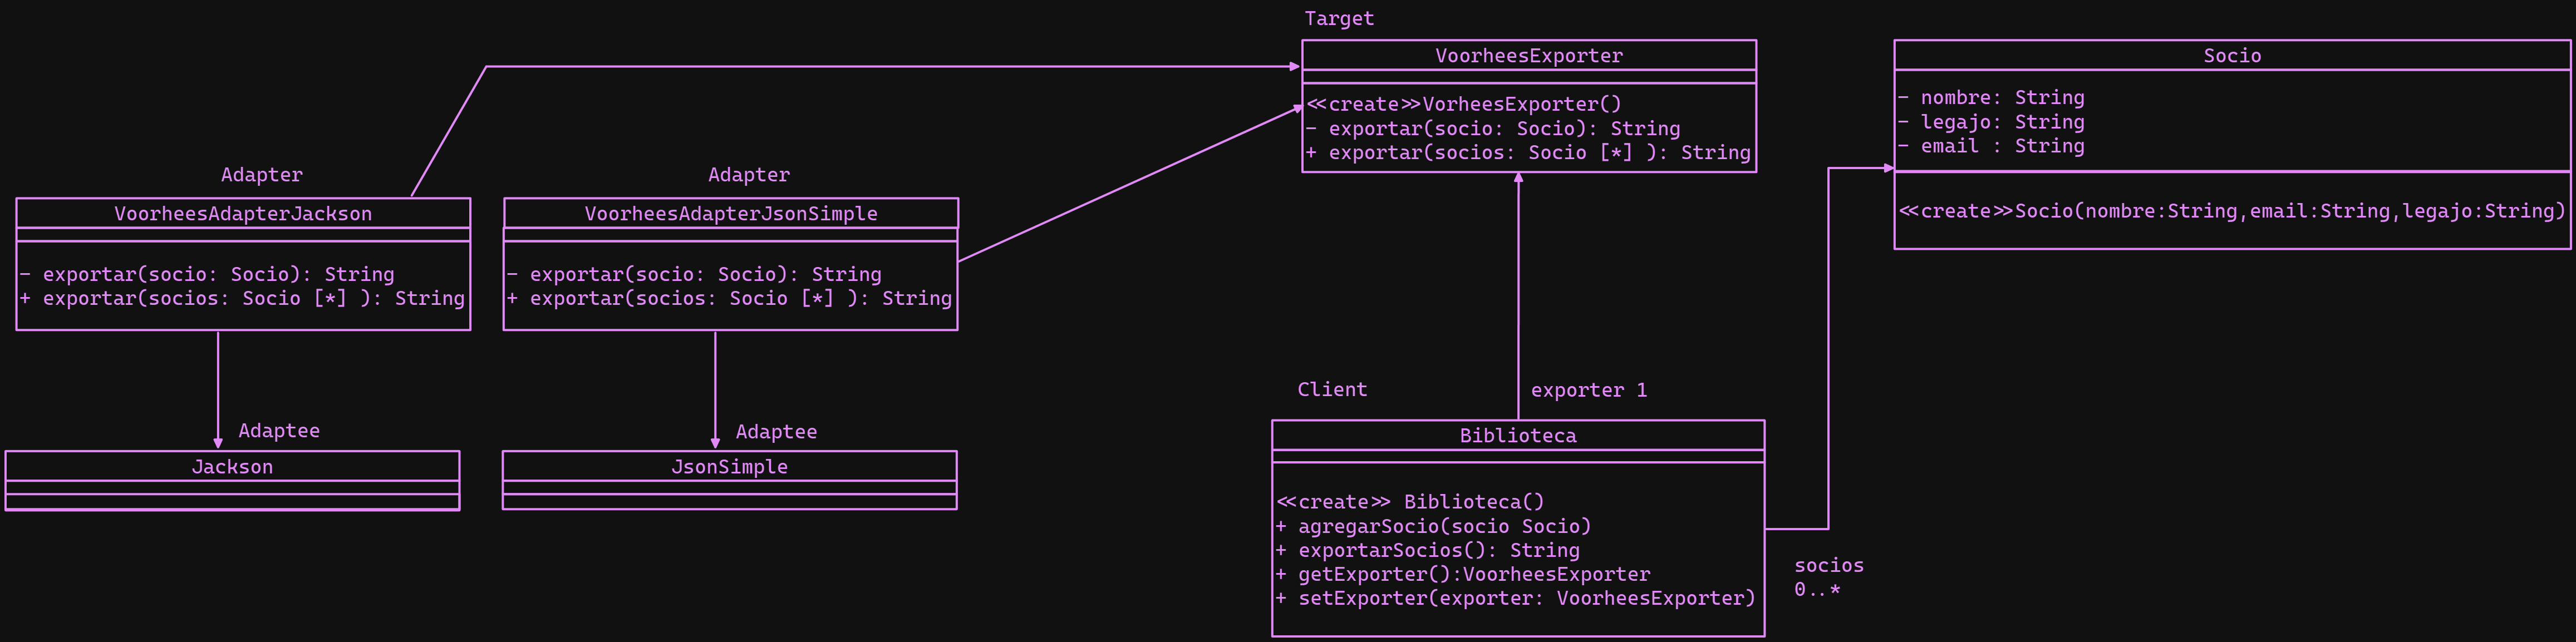 Target
VoorheesExporter
<<create>>VorheesExporter()
- exportar(socio: Socio): String
+ exportar(socios: Socio [*] ): String
Socio
- nombre: String
- legajo: String
- email : String
<<create>>Socio(nombre:String,email:String,legajo:String)
Adapter
VoorheesAdapterJackson
- exportar(socio: Socio): String
+ exportar(socios: Socio [*] ): String
Adapter
VoorheesAdapterJsonSimple
- exportar(socio: Socio): String
+ exportar(socios: Socio [*] ): String
Adaptee
Jackson
Adaptee
JsonSimple
Client
exporter 1
Biblioteca
<<create>> Biblioteca()
+ agregarSocio(socio Socio)
+ exportarSocios(): String
+ getExporter():VoorheesExporter
+ setExporter(exporter: VoorheesExporter)
socios
0..*